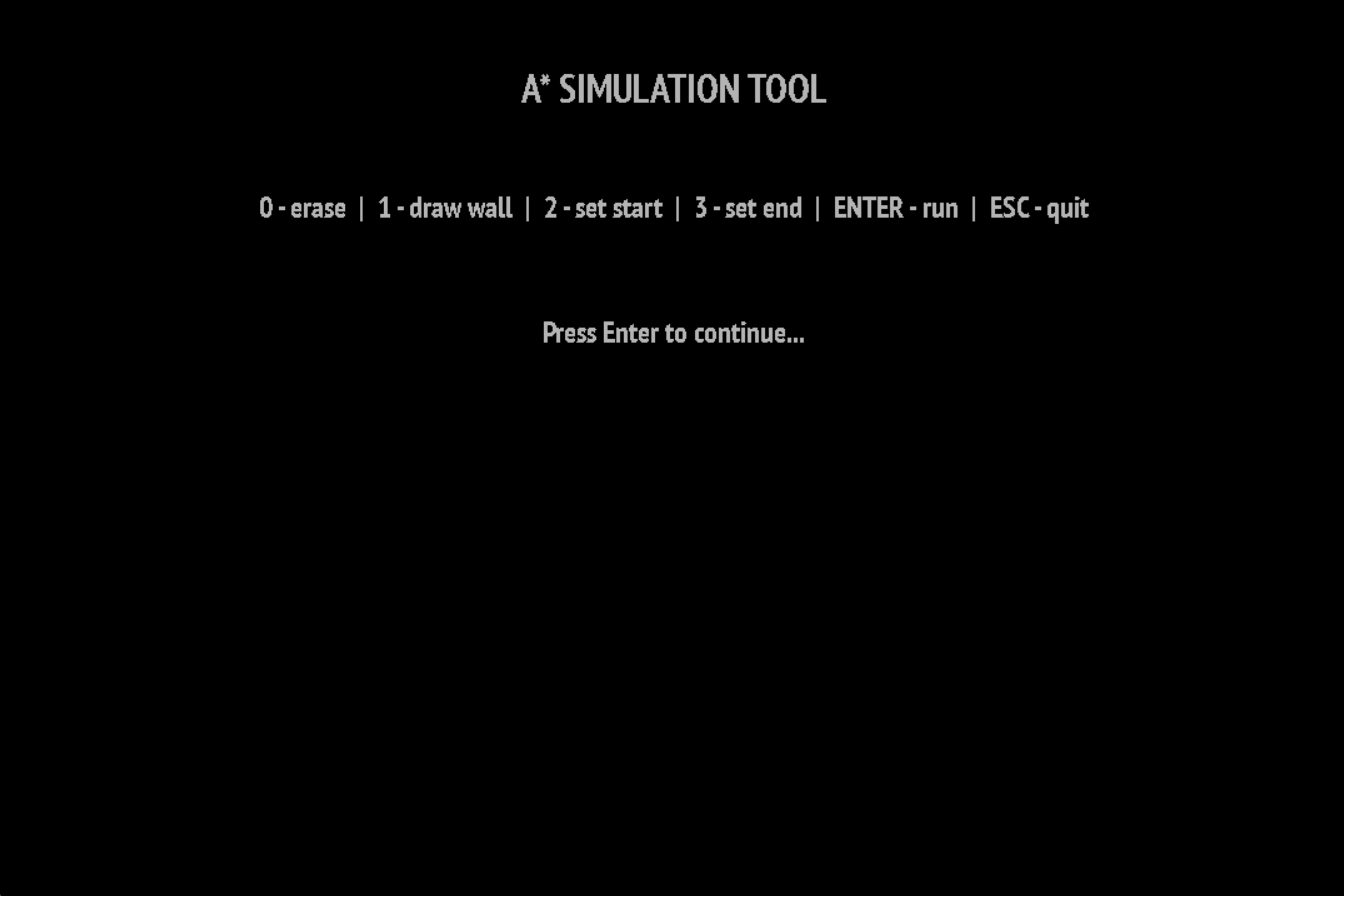 A* SIMULATION TOOL
0 - erase | 1 - draw wall | 2 - set start | 3 - set end | ENTER - run | ESC - quit
Press Enter to continue...